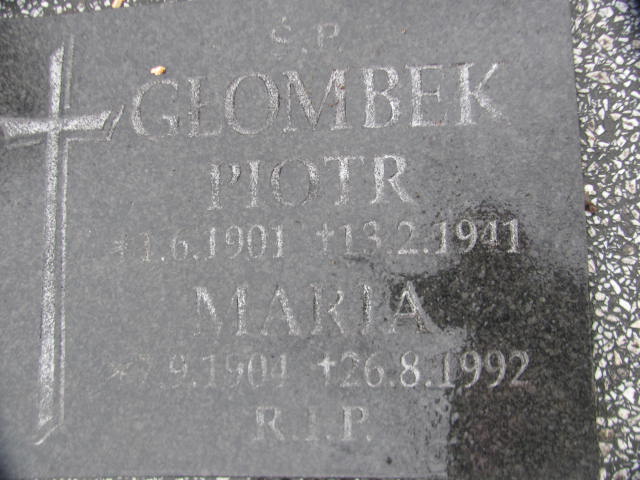 Ś.P.
GŁOMBEK
PIOTR
*1.6.1901 †13.2.1941
MARIA
*7.9.1904 †26.8.1992
R.I.P.